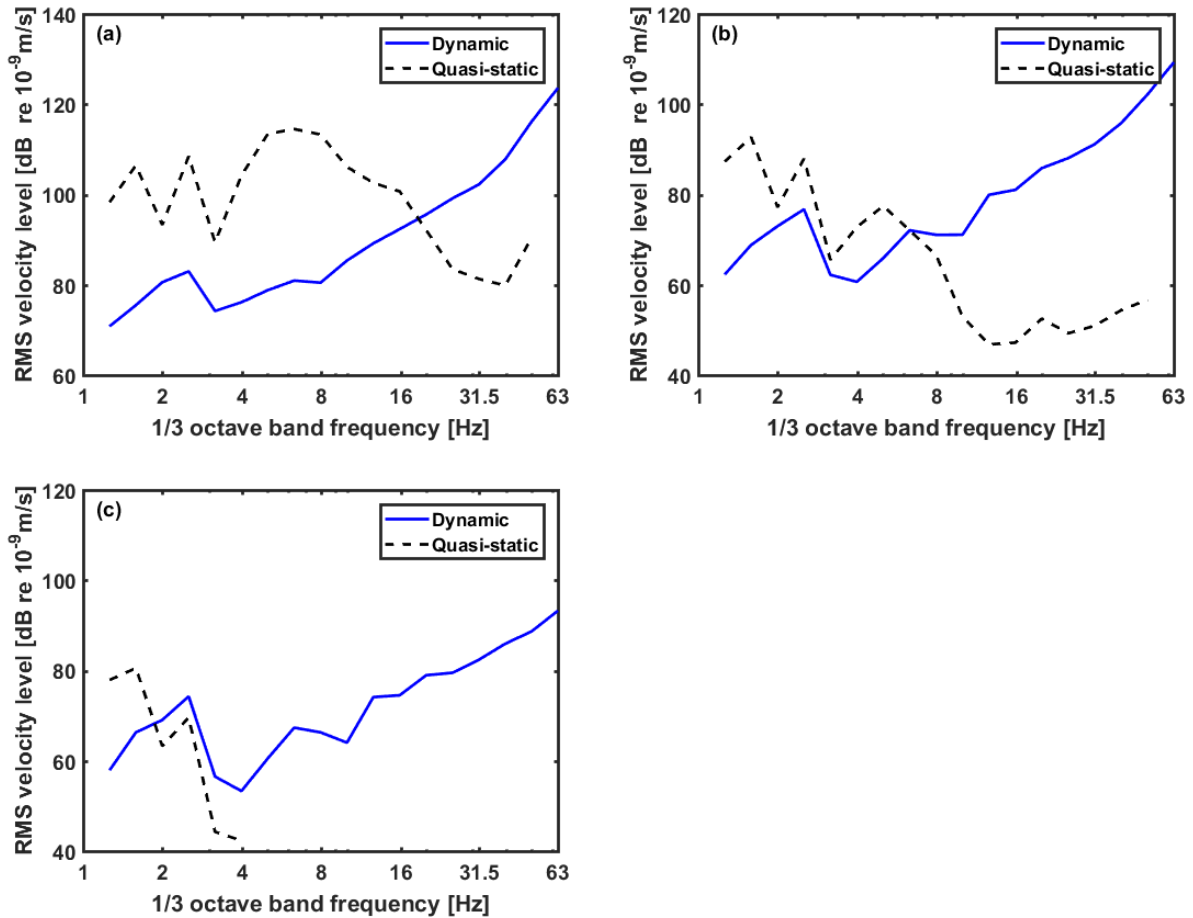 (a)
Dynamic
Quasi-static
RMS velocity level [dB  re 10⁻⁹m/s]
140
120
100
80
60
1 2 4 8 16 31.5 63
1/3 octave band frequency [Hz]
(b)
Dynamic
Quasi-static
RMS velocity level [dB re 10⁻⁹m/s]
120
100
80
60
40
1 2 4 8 16 31.5 63
1/3 octave band frequency [Hz]
(c)
Dynamic
Quasi-static
RMS velocity level [dB re 10⁻⁹m/s]
120
100
80
60
40
1 2 4 8 16 31.5 63
1/3 octave band frequency [Hz]